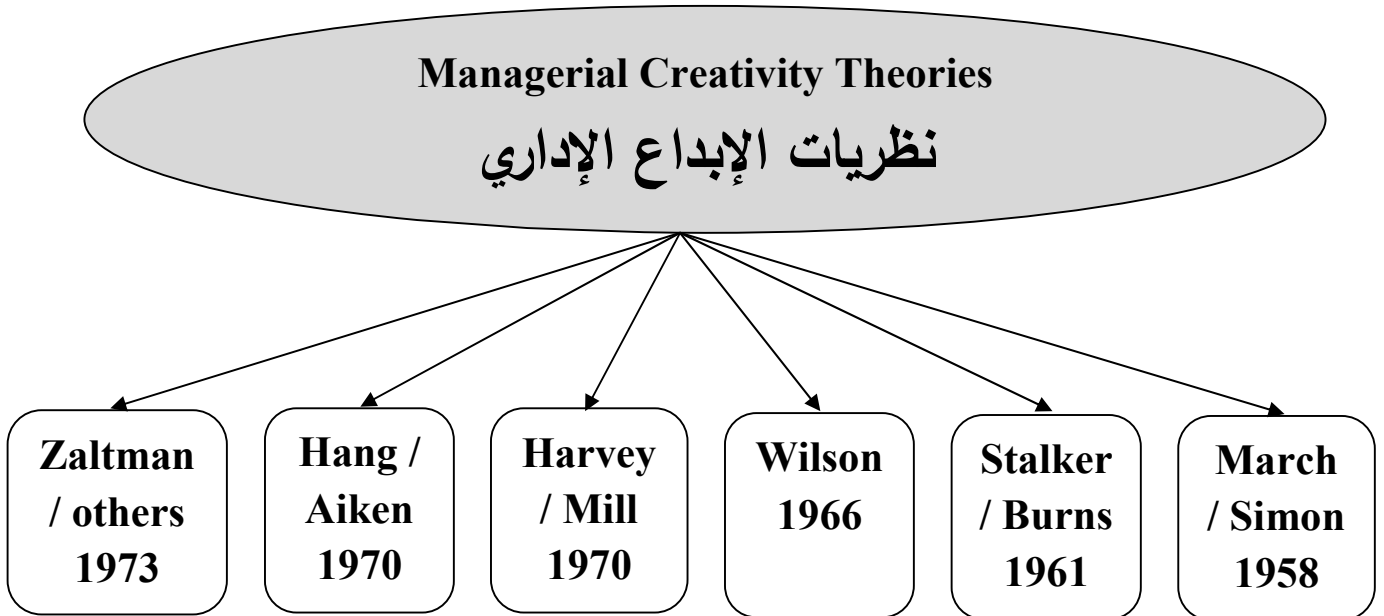 Managerial Creativity Theories
نظريات الإبداع الإداري
Zaltman
/ others
1973
Hang /
Aiken
1970
Harvey
/ Mill
1970
Wilson
1966
Stalker
/ Burns
1961
March
/ Simon
1958